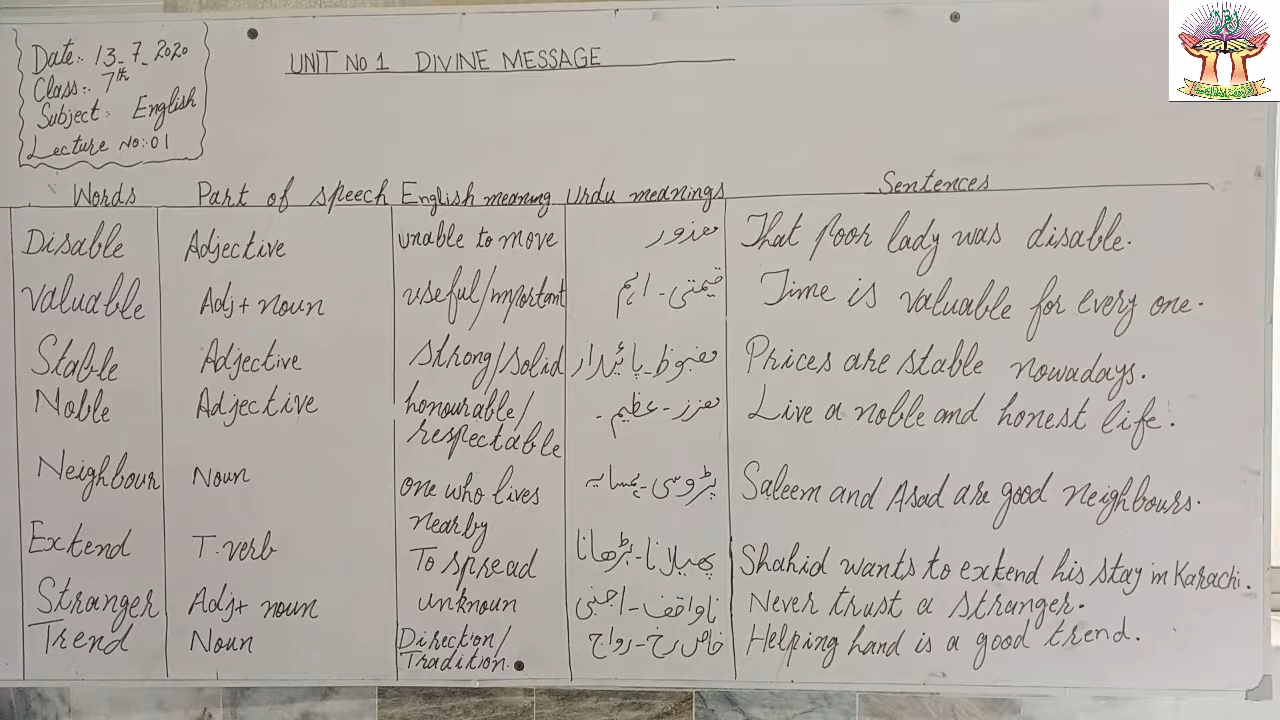 Date:- 13-7-2020
Class:- 7th
Subject: English
Lecture No:01
UNIT No 1 DIVINE MESSAGE
Words Part of speech English meaning Urdu meanings Sentences
Disable Adjective unable to move معذور That poor lady was disable.
Valuable Adj+ noun useful/important قیمتی - اہم Time is valuable for every one.
Stable Adjective strong/solid مضبوط - پائیدار Prices are stable nowadays.
Noble Adjective honourable/ معزز - عظیم - Live a noble and honest life.
respectable
Neighbour Noun one who lives پڑوسی - ہمسایہ Saleem and Asad are good neighbours.
nearby
Extend T. verb To spread پھیلانا - بڑھانا Shahid wants to extend his stay in Karachi.
Stranger Adj+ noun unknoun ناواقف - اجنبی Never trust a stranger.
Trend Noun Direction/ خاص رخ - رواج Helping hand is a good trend.
Tradition.